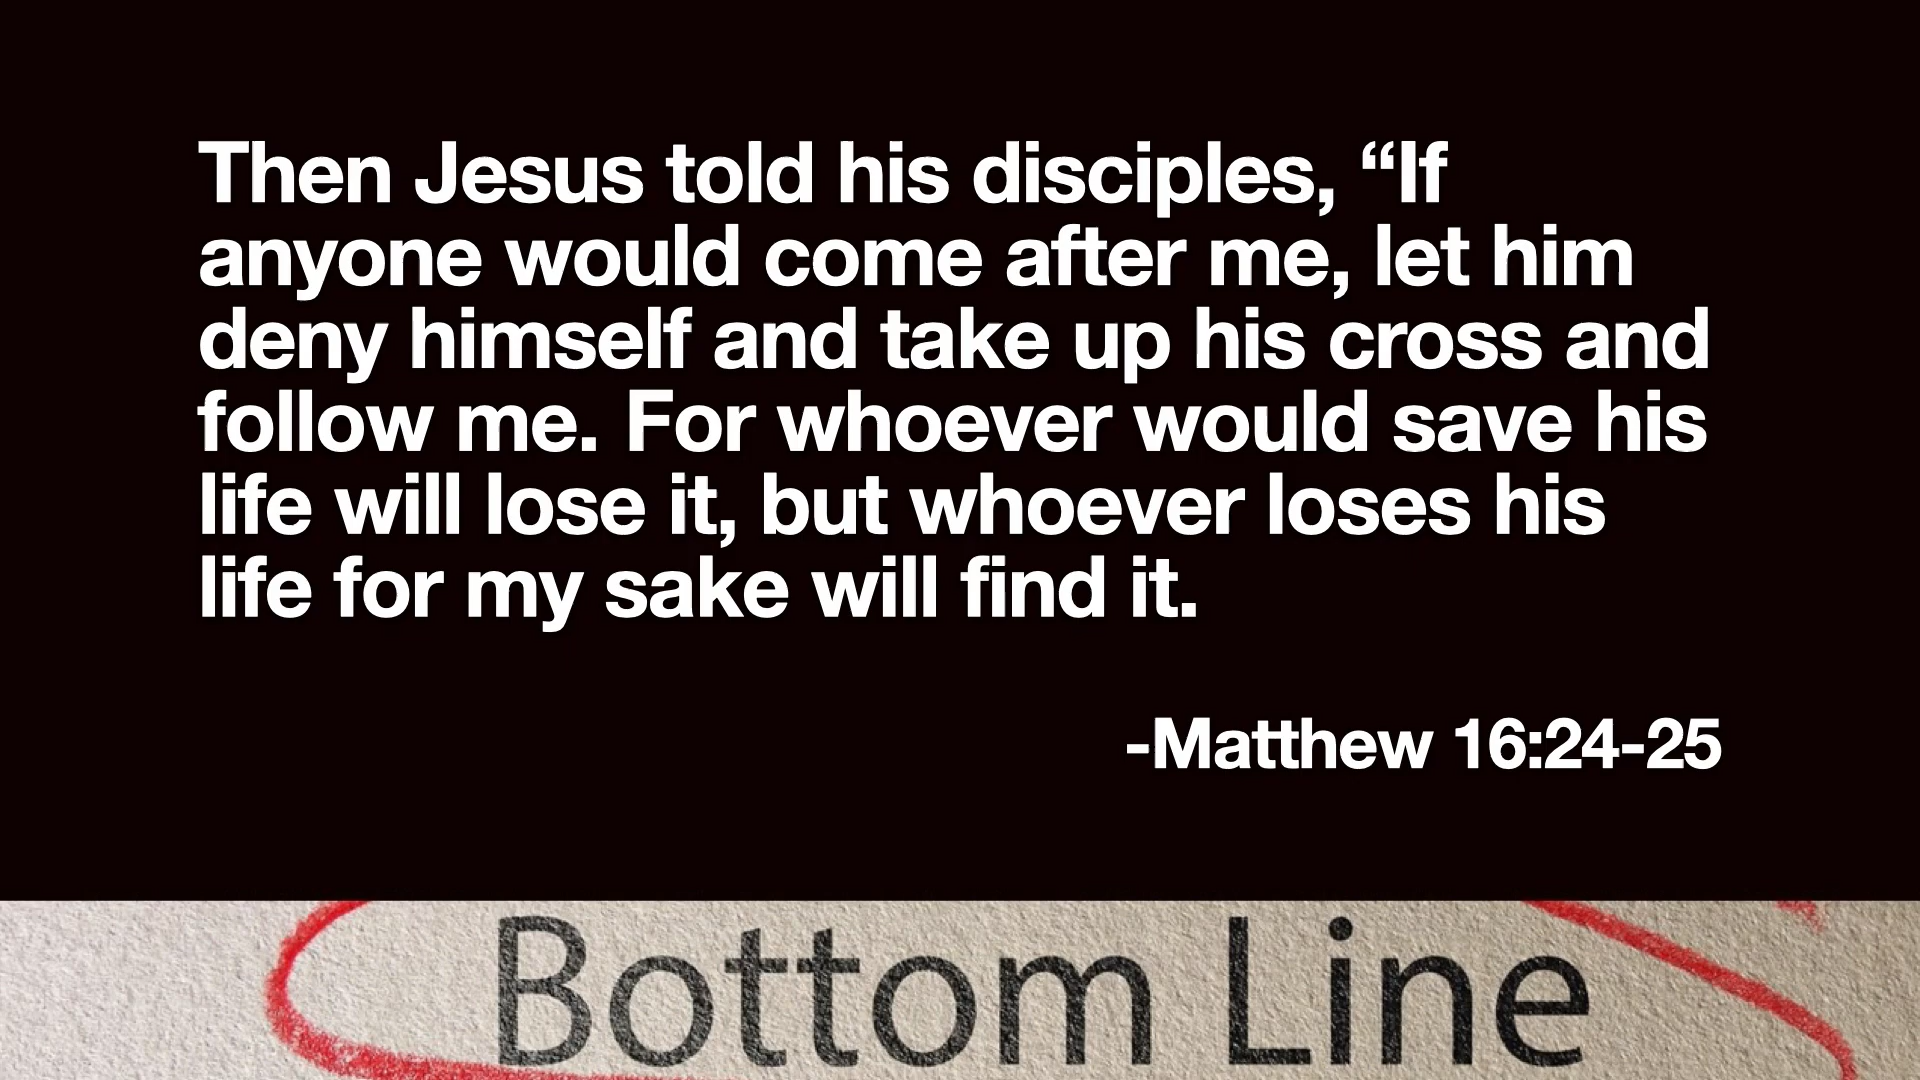 Then Jesus told his disciples, “If
anyone would come after me, let him
deny himself and take up his cross and
follow me. For whoever would save his
life will lose it, but whoever loses his
life for my sake will find it.
-Matthew 16:24-25
Bottom Line